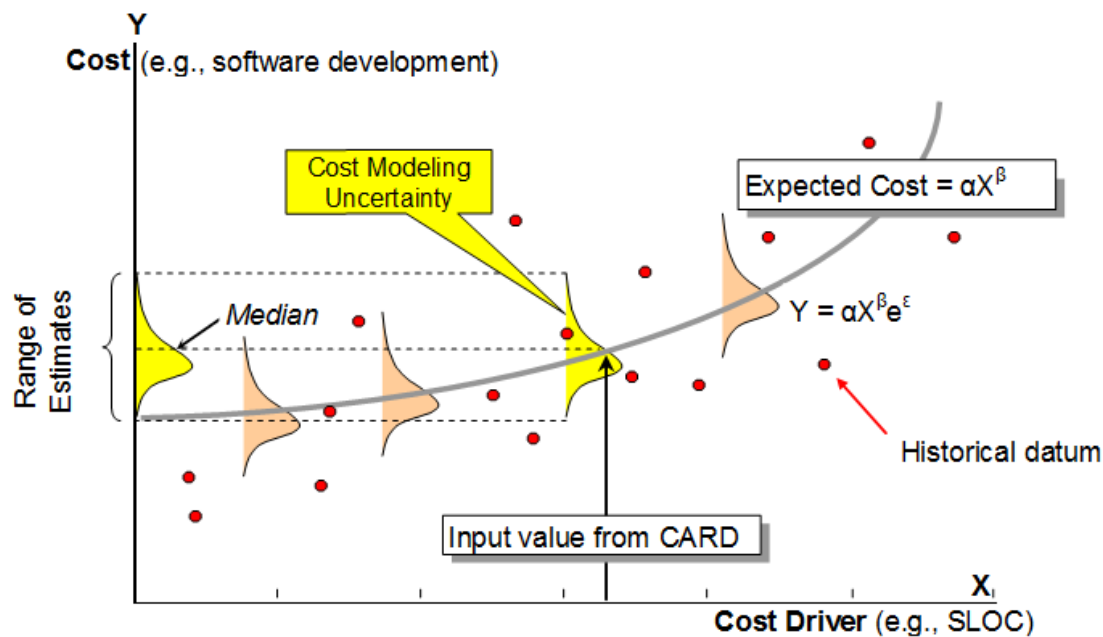 Y
Cost (e.g., software development)
Cost Modeling
Uncertainty
Expected Cost = αX^β
Range of
Estimates
Median
Y = αX^βe^ε
Historical datum
Input value from CARD
X
Cost Driver (e.g., SLOC)